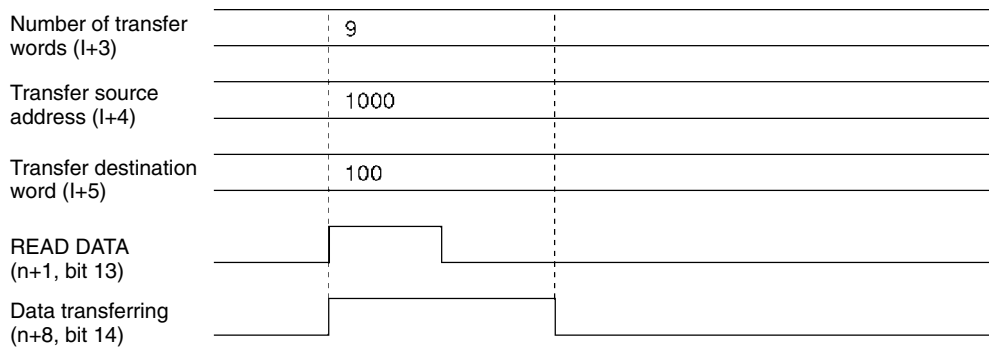 Number of transfer
words (I+3)
9
Transfer source
address (I+4)
1000
Transfer destination
word (I+5)
100
READ DATA
(n+1, bit 13)
Data transferring
(n+8, bit 14)